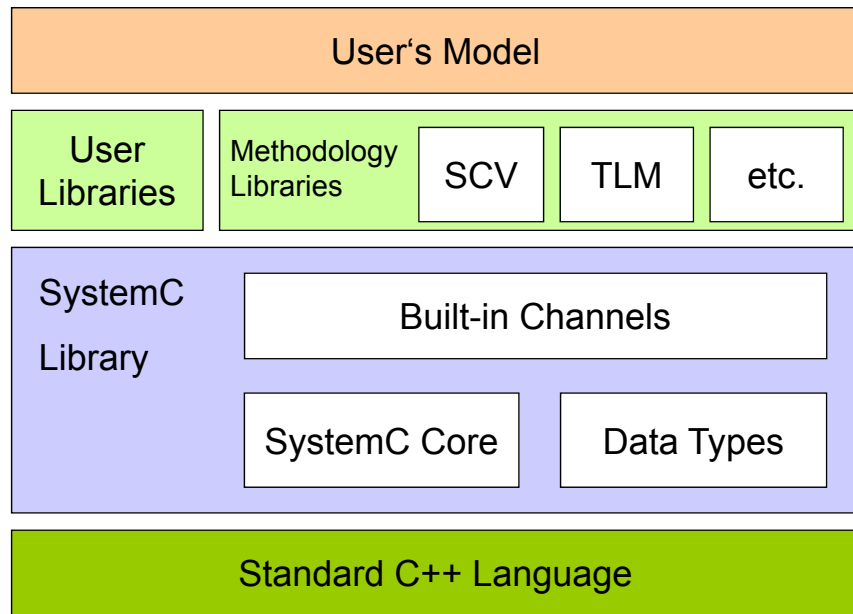 User‘s Model
User
Libraries
Methodology
Libraries
SCV
TLM
etc.
SystemC
Library
Built-in Channels
SystemC Core
Data Types
Standard C++ Language